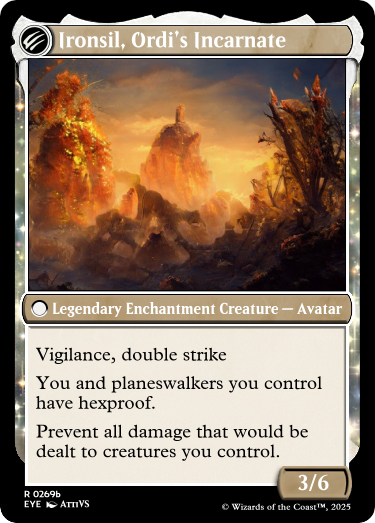 Ironsil, Ordi's Incarnate
Legendary Enchantment Creature — Avatar
Vigilance, double strike
You and planeswalkers you control
have hexproof.
Prevent all damage that would be
dealt to creatures you control.
3/6
R 0269b
EYE AttiVS
© Wizards of the Coast™, 2025